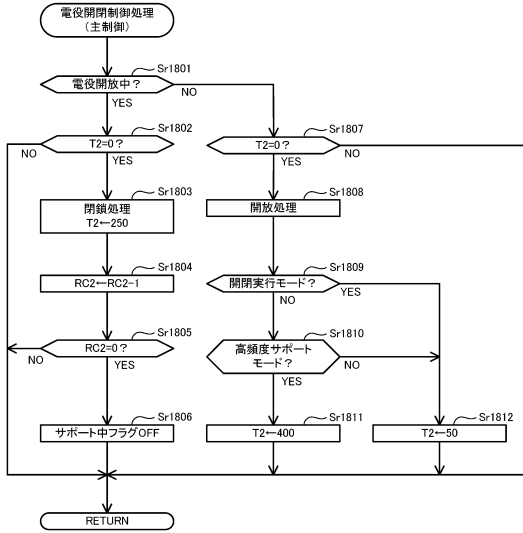 電役開閉制御処理
(主制御)
Sr1801
電役開放中？
YES
NO
Sr1802
T2=0？
NO
YES
Sr1807
T2=0？
YES
NO
Sr1803
閉鎖処理
T2←250
Sr1808
開放処理
Sr1804
RC2←RC2-1
Sr1809
開閉実行モード？
NO
YES
Sr1805
RC2=0？
NO
YES
Sr1810
高頻度サポート
モード？
YES
NO
Sr1806
サポート中フラグOFF
Sr1811
T2←400
Sr1812
T2←50
RETURN